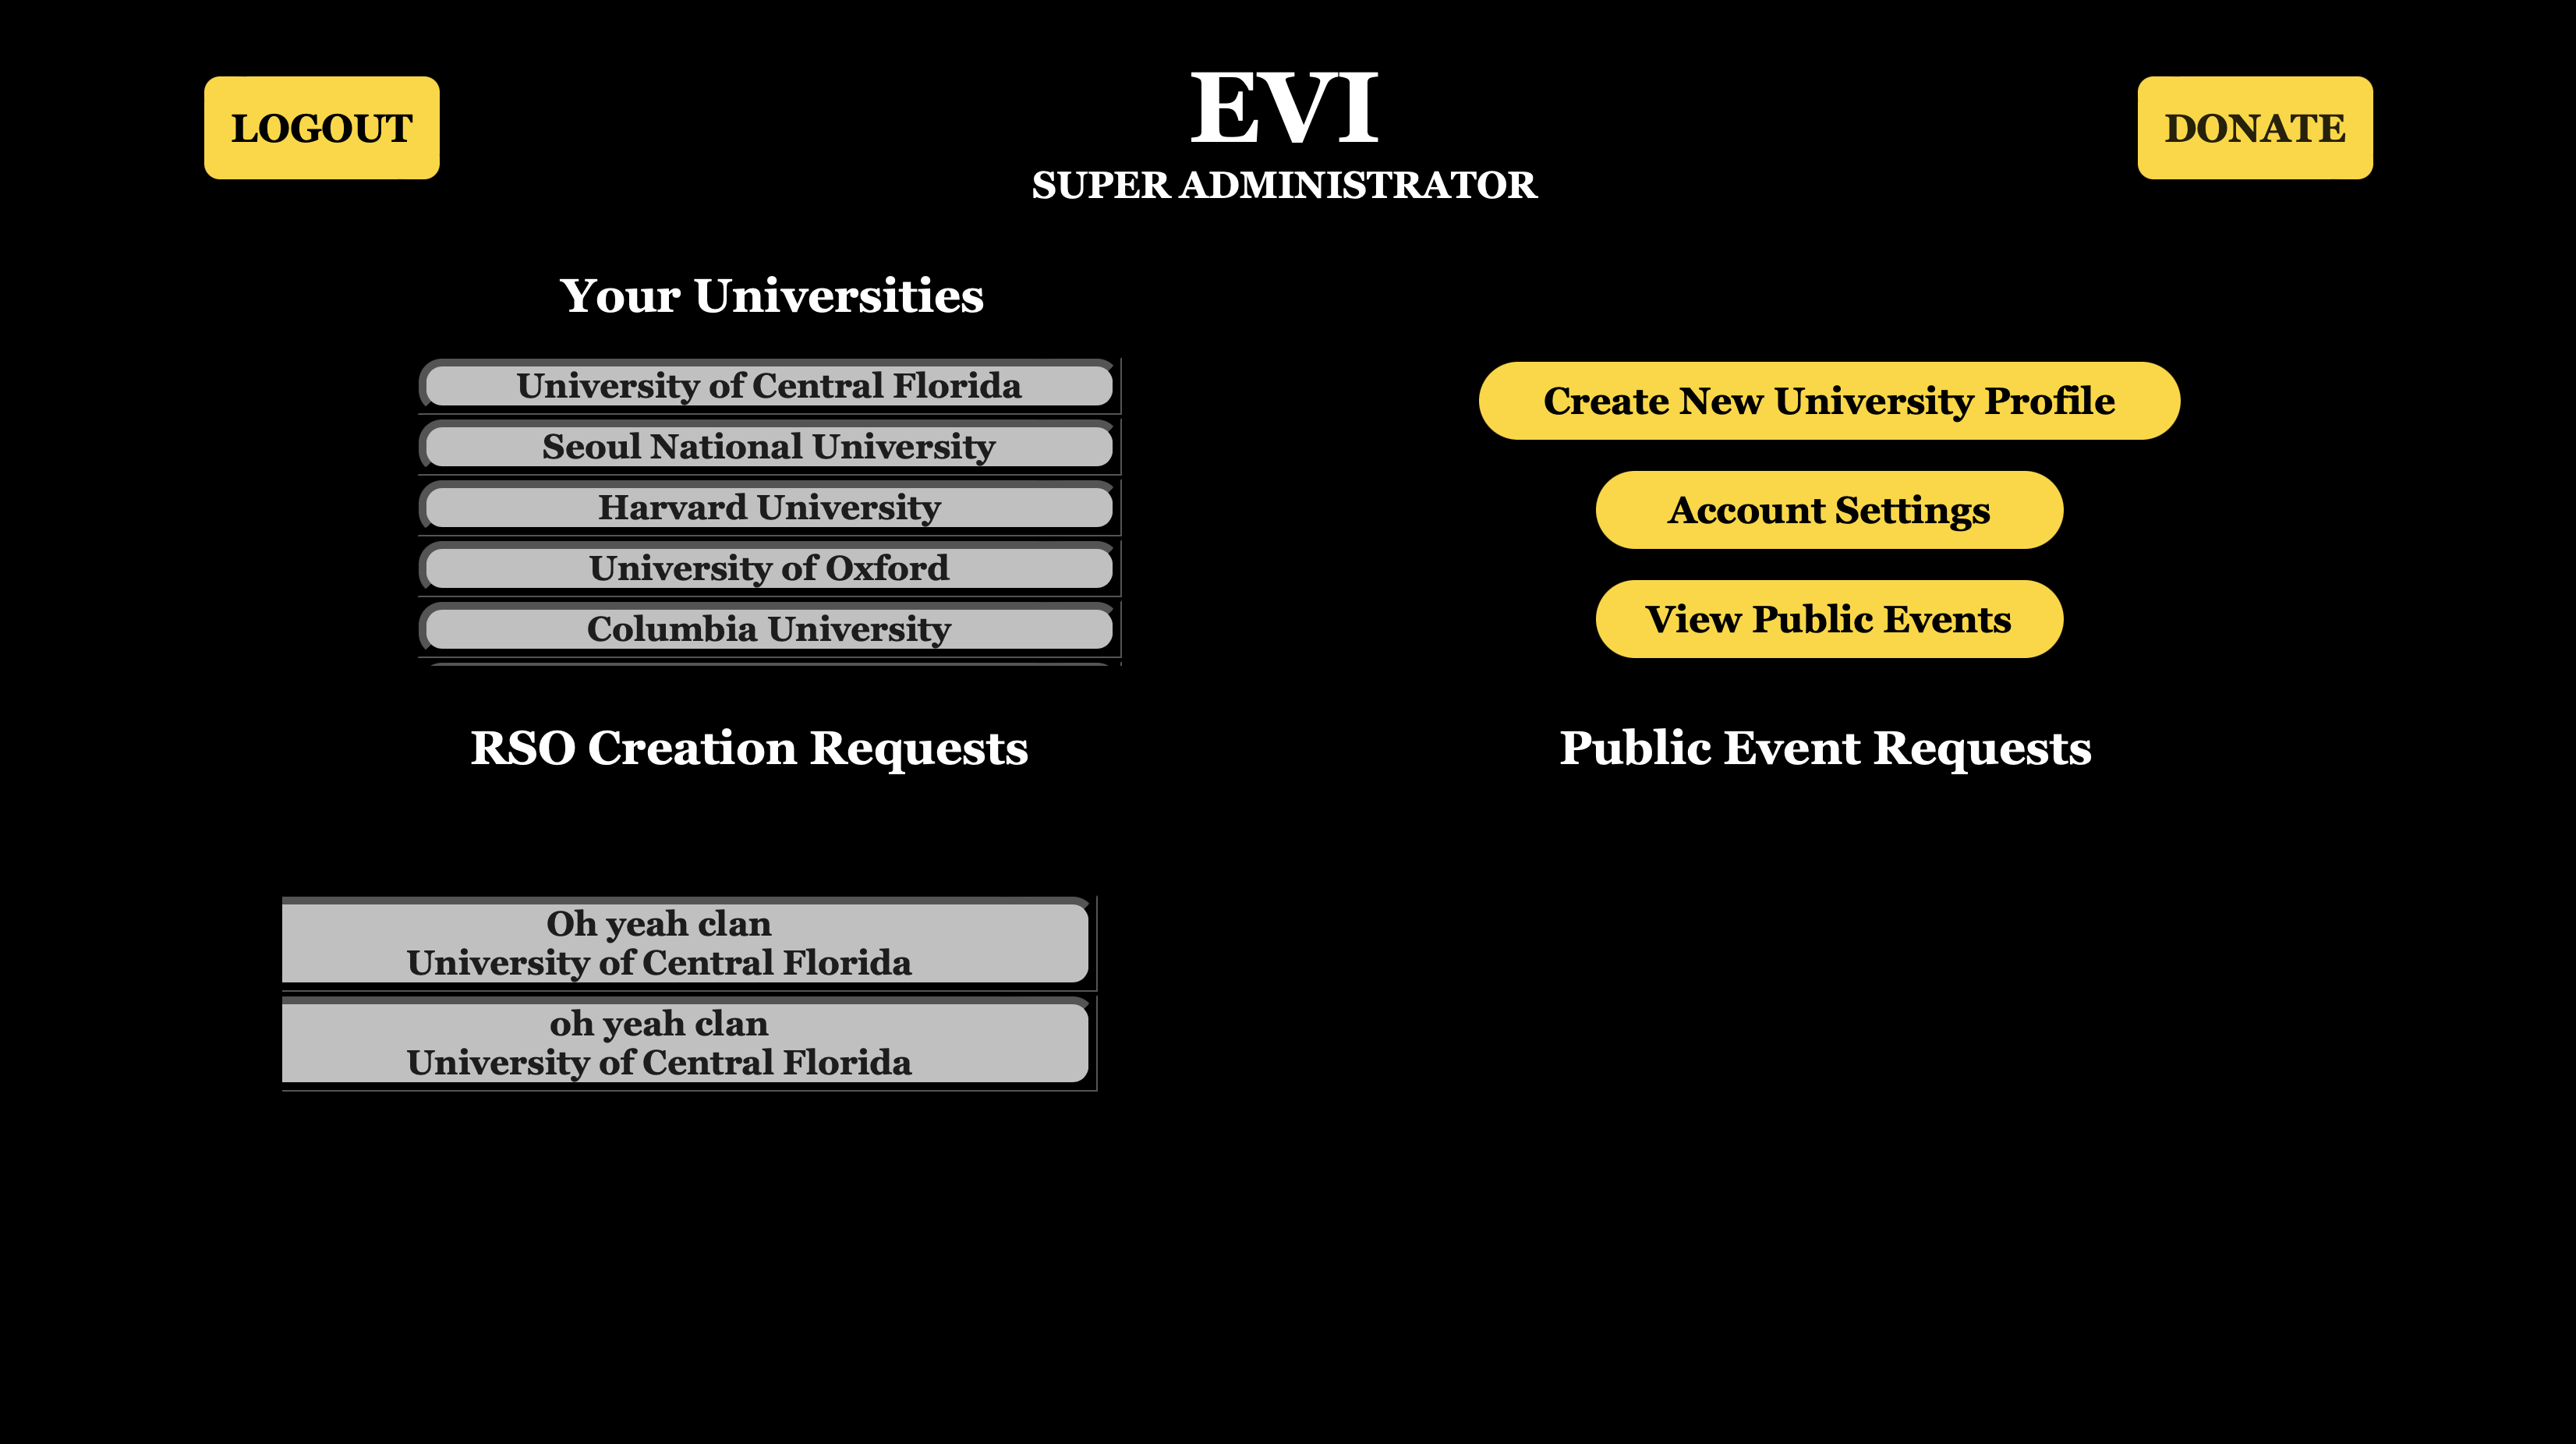 LOGOUT
EVI
DONATE
SUPER ADMINISTRATOR
Your Universities
University of Central Florida
Seoul National University
Harvard University
University of Oxford
Columbia University
Create New University Profile
Account Settings
View Public Events
RSO Creation Requests
Oh yeah clan
University of Central Florida
oh yeah clan
University of Central Florida
Public Event Requests